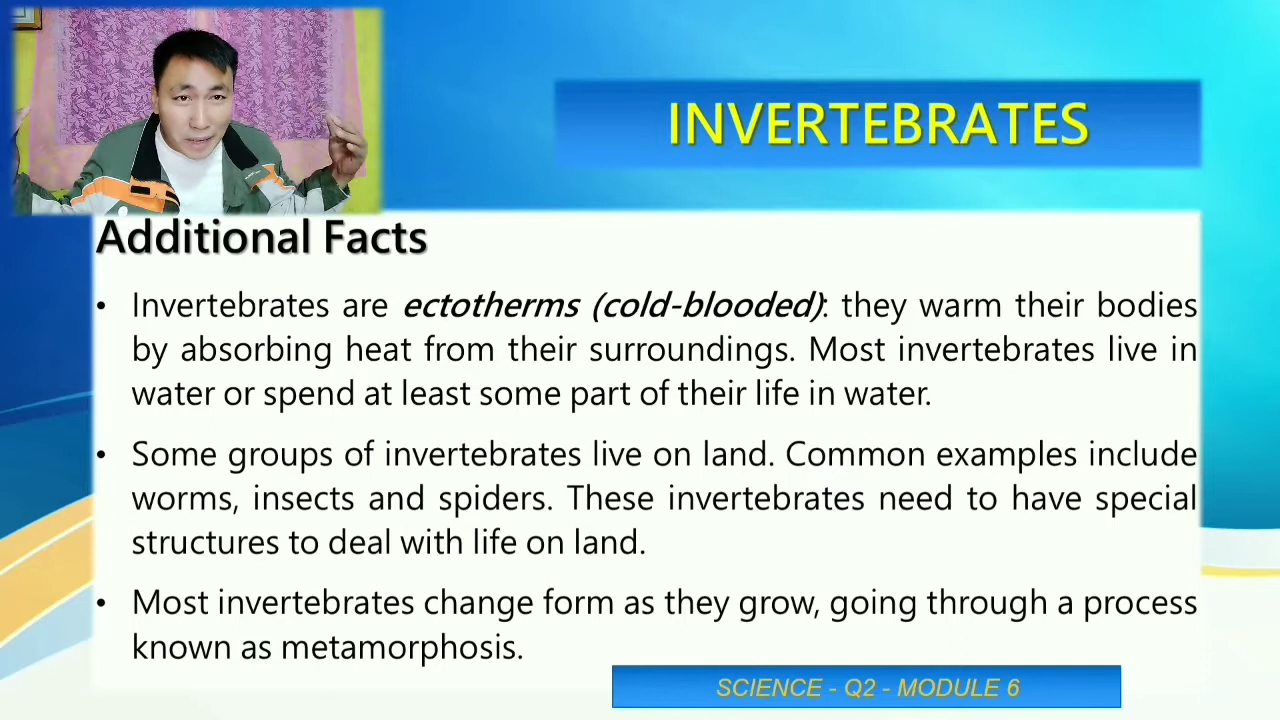 INVERTEBRATES
Additional Facts
• Invertebrates are ectotherms (cold-blooded): they warm their bodies
by absorbing heat from their surroundings. Most invertebrates live in
water or spend at least some part of their life in water.
• Some groups of invertebrates live on land. Common examples include
worms, insects and spiders. These invertebrates need to have special
structures to deal with life on land.
• Most invertebrates change form as they grow, going through a process
known as metamorphosis.
SCIENCE - Q2 - MODULE 6